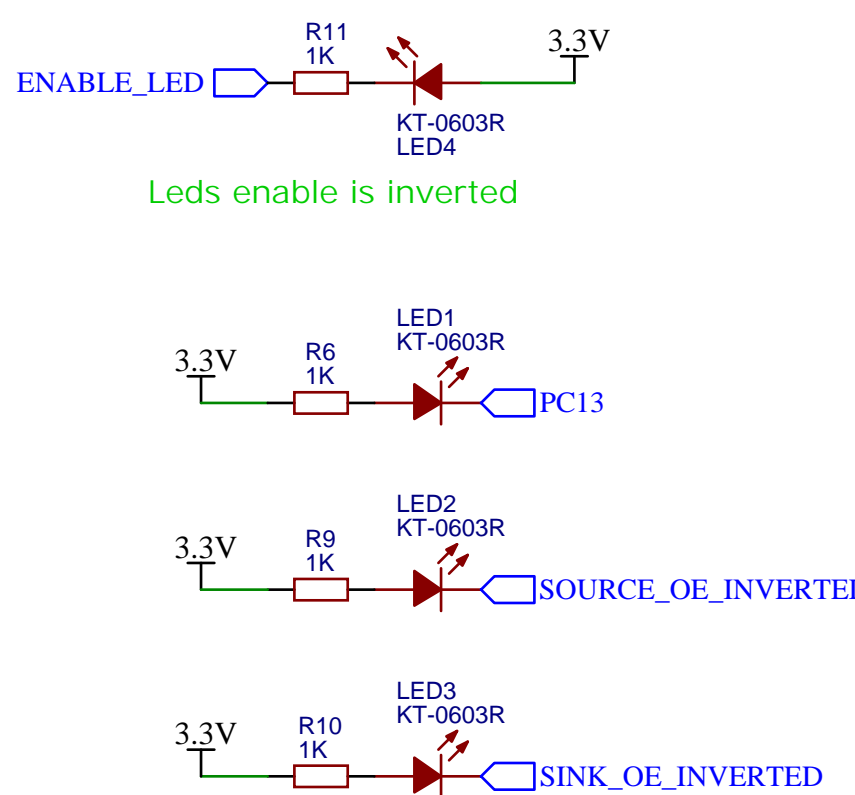 R11
1K
3.3V
ENABLE_LED
KT-0603R
LED4
Leds enable is inverted
LED1
KT-0603R
3.3V
R6
1K
PC13
LED2
KT-0603R
3.3V
R9
1K
SOURCE_OE_INVERTE
LED3
KT-0603R
3.3V
R10
1K
SINK_OE_INVERTED